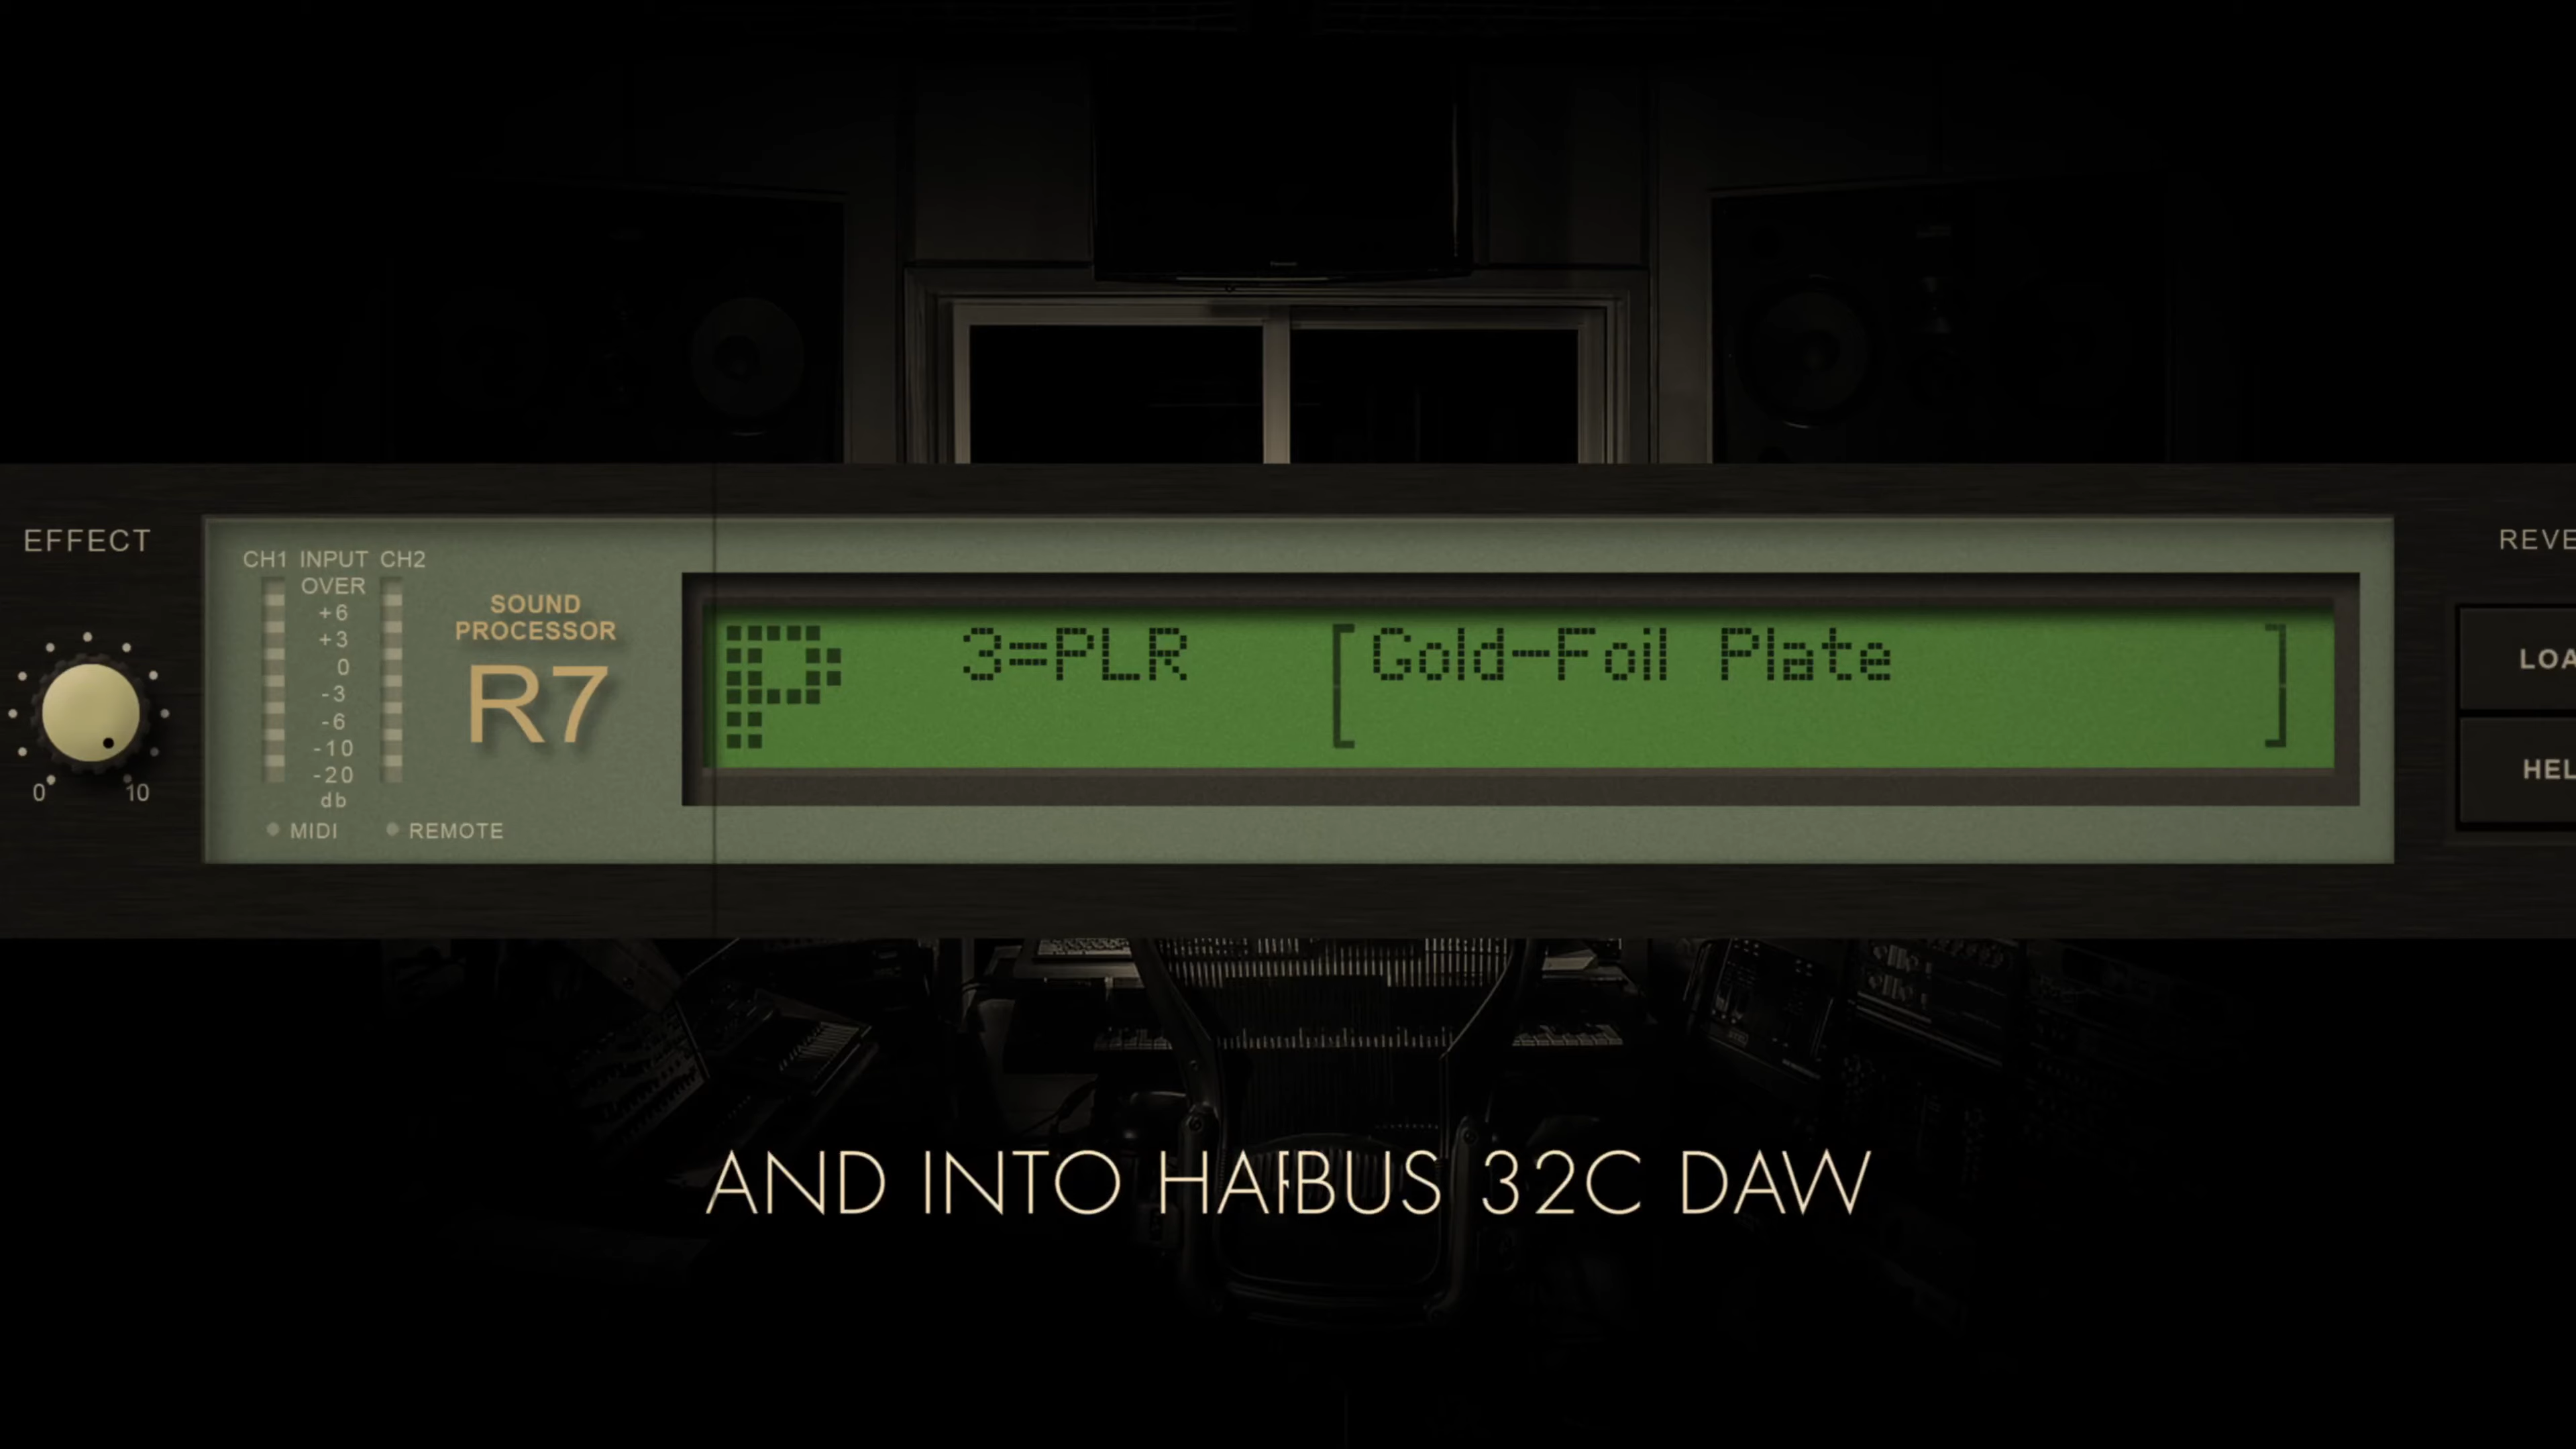 EFFECT
0 10
CH1 INPUT CH2
OVER
+6
+3
0
-3
-6
-10
-20
db
MIDI REMOTE
SOUND
PROCESSOR
R7
P 3=PLR [Gold-Foil Plate ]
REVE
LOA
HEL
AND INTO HARBUS 32C DAW